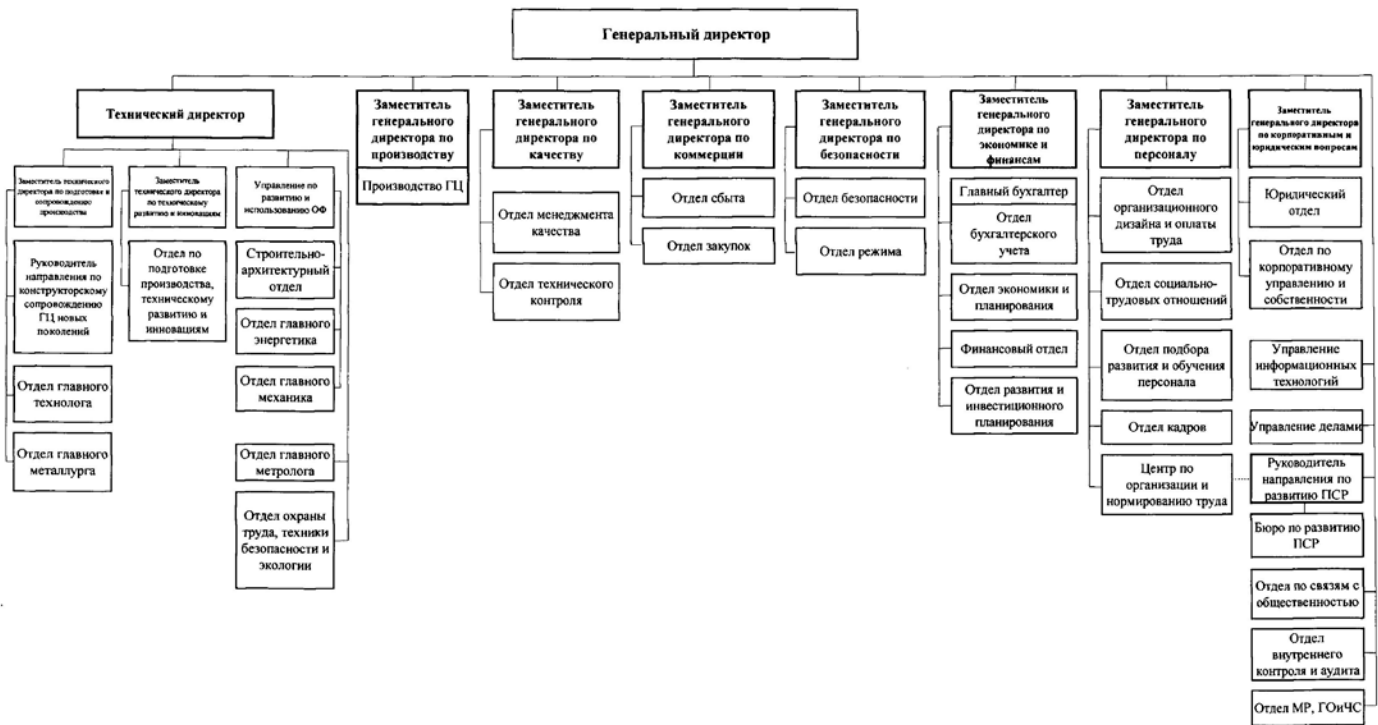 Генеральный директор
Технический директор
Заместитель технического
директора по подготовке и
сопровождению
производства
Руководитель
направления по
конструкторскому
сопровождению
ГЦ новых
поколений
Отдел главного
технолога
Отдел главного
металлурга
Заместитель
технического директора
по техническому
развитию и инновациям
Отдел по
подготовке
производства,
техническому
развитию и
инновациям
Управление по
развитию и
использованию ОФ
Строительно-
архитектурный
отдел
Отдел главного
энергетика
Отдел главного
механика
Отдел главного
метролога
Отдел охраны
труда, техники
безопасности и
экологии
Заместитель
генерального
директора по
производству
Производство ГЦ
Заместитель
генерального
директора по
качеству
Отдел менеджмента
качества
Отдел технического
контроля
Заместитель
генерального
директора по
коммерции
Отдел сбыта
Отдел закупок
Заместитель
генерального
директора по
безопасности
Отдел безопасности
Отдел режима
Заместитель
генерального
директора по
экономике и
финансам
Главный бухгалтер
Отдел
бухгалтерского
учета
Отдел экономики и
планирования
Финансовый отдел
Отдел развития и
инвестиционного
планирования
Заместитель
генерального
директора по
персоналу
Отдел
организационного
дизайна и оплаты
труда
Отдел социально-
трудовых отношений
Отдел подбора
развития и обучения
персонала
Отдел кадров
Центр по
организации и
нормированию труда
Заместитель
генерального директора
по корпоративным и
юридическим вопросам
Юридический
отдел
Отдел по
корпоративному
управлению и
собственности
Управление
информационных
технологий
Управление делами
Руководитель
направления по
развитию ПСР
Бюро по развитию
ПСР
Отдел по связям с
общественностью
Отдел
внутреннего
контроля и аудита
Отдел МР, ГОиЧС